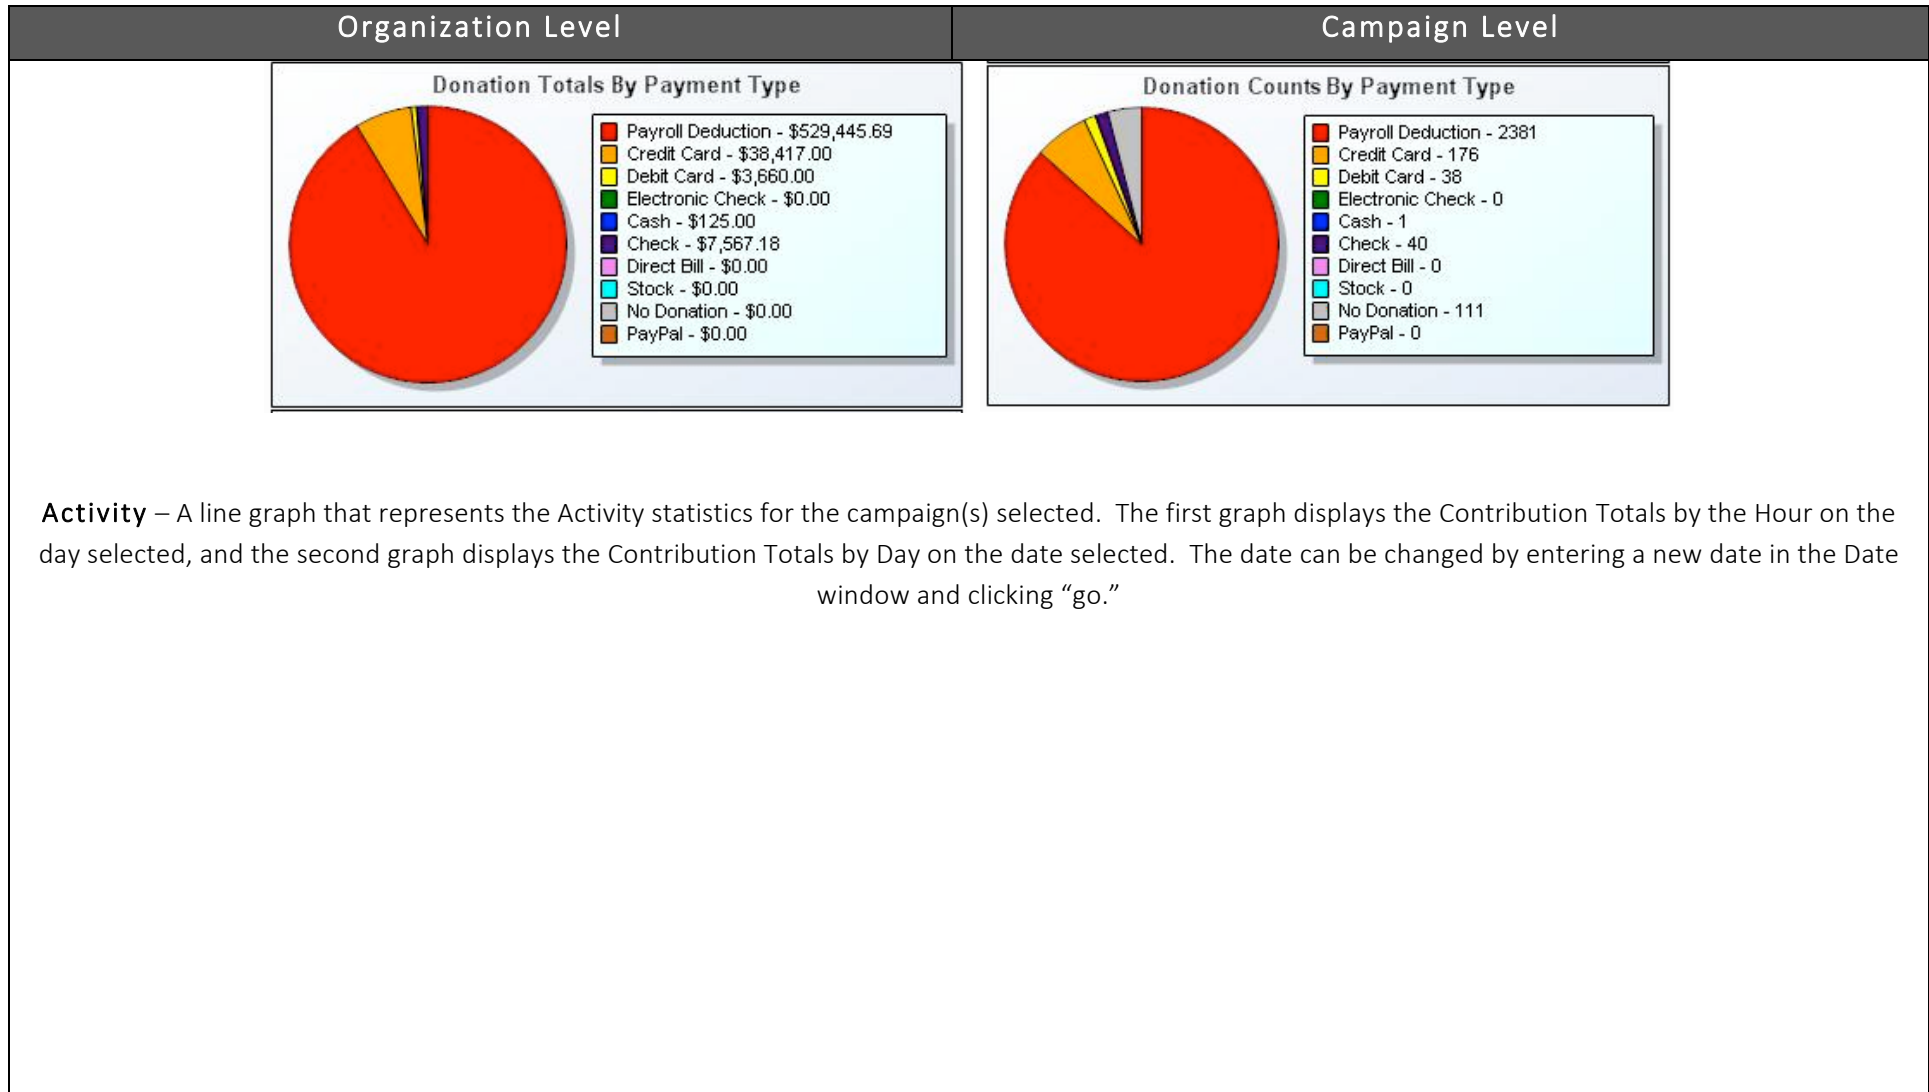 Organization Level
Campaign Level
Donation Totals By Payment Type
Payroll Deduction - $529,445.69
Credit Card - $38,417.00
Debit Card - $3,660.00
Electronic Check - $0.00
Cash - $125.00
Check - $7,567.18
Direct Bill - $0.00
Stock - $0.00
No Donation - $0.00
PayPal - $0.00
Donation Counts By Payment Type
Payroll Deduction - 2381
Credit Card - 176
Debit Card - 38
Electronic Check - 0
Cash - 1
Check - 40
Direct Bill - 0
Stock - 0
No Donation - 111
PayPal - 0
Activity – A line graph that represents the Activity statistics for the campaign(s) selected.  The first graph displays the Contribution Totals by the Hour on the
day selected, and the second graph displays the Contribution Totals by Day on the date selected.  The date can be changed by entering a new date in the Date
window and clicking “go.”